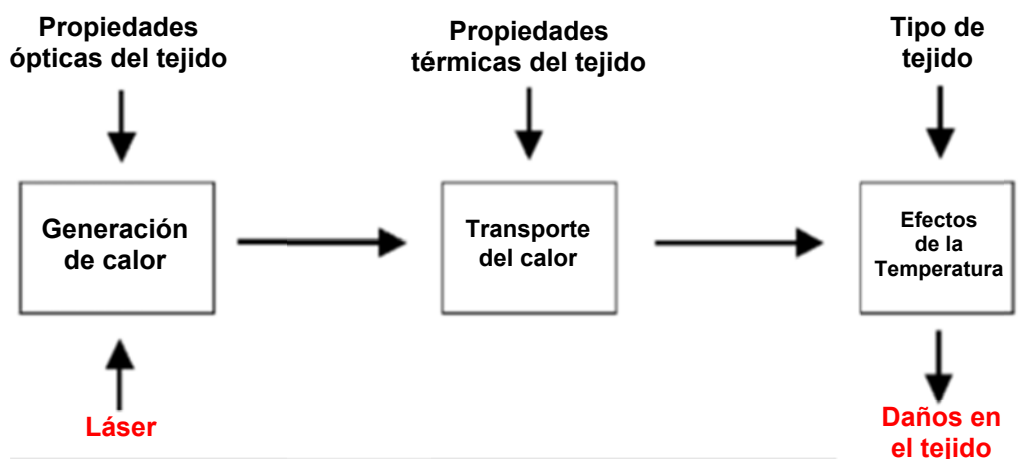 Propiedades
ópticas del tejido
Propiedades
térmicas del tejido
Tipo de
tejido
Generación
de calor
Transporte
del calor
Efectos
de la
Temperatura
Láser
Daños en
el tejido